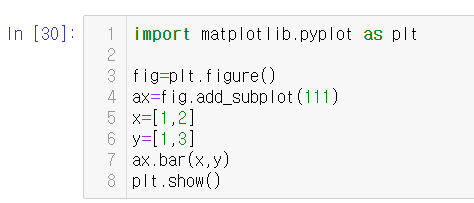 In [30]:
1 import matplotlib.pyplot as plt
2
3 fig=plt.figure()
4 ax=fig.add_subplot(111)
5 x=[1,2]
6 y=[1,3]
7 ax.bar(x,y)
8 plt.show()